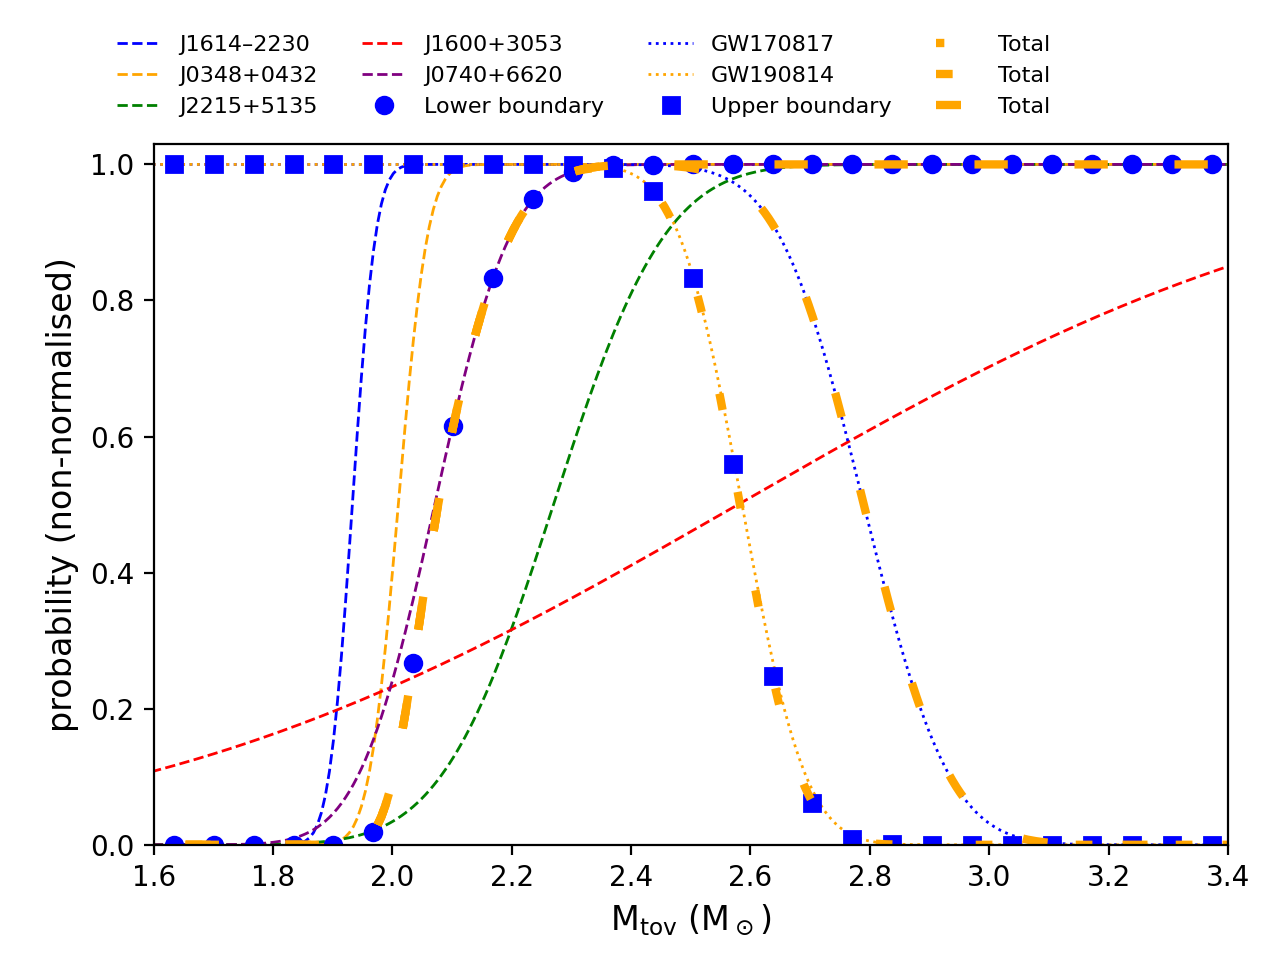 J1614–2230
J0348+0432
J2215+5135
J1600+3053
J0740+6620
Lower boundary
GW170817
GW190814
Upper boundary
Total
Total
Total
probability (non-normalised)
1.0
0.8
0.6
0.4
0.2
0.0
1.6 1.8 2.0 2.2 2.4 2.6 2.8 3.0 3.2 3.4
M_tov (M_⊙)